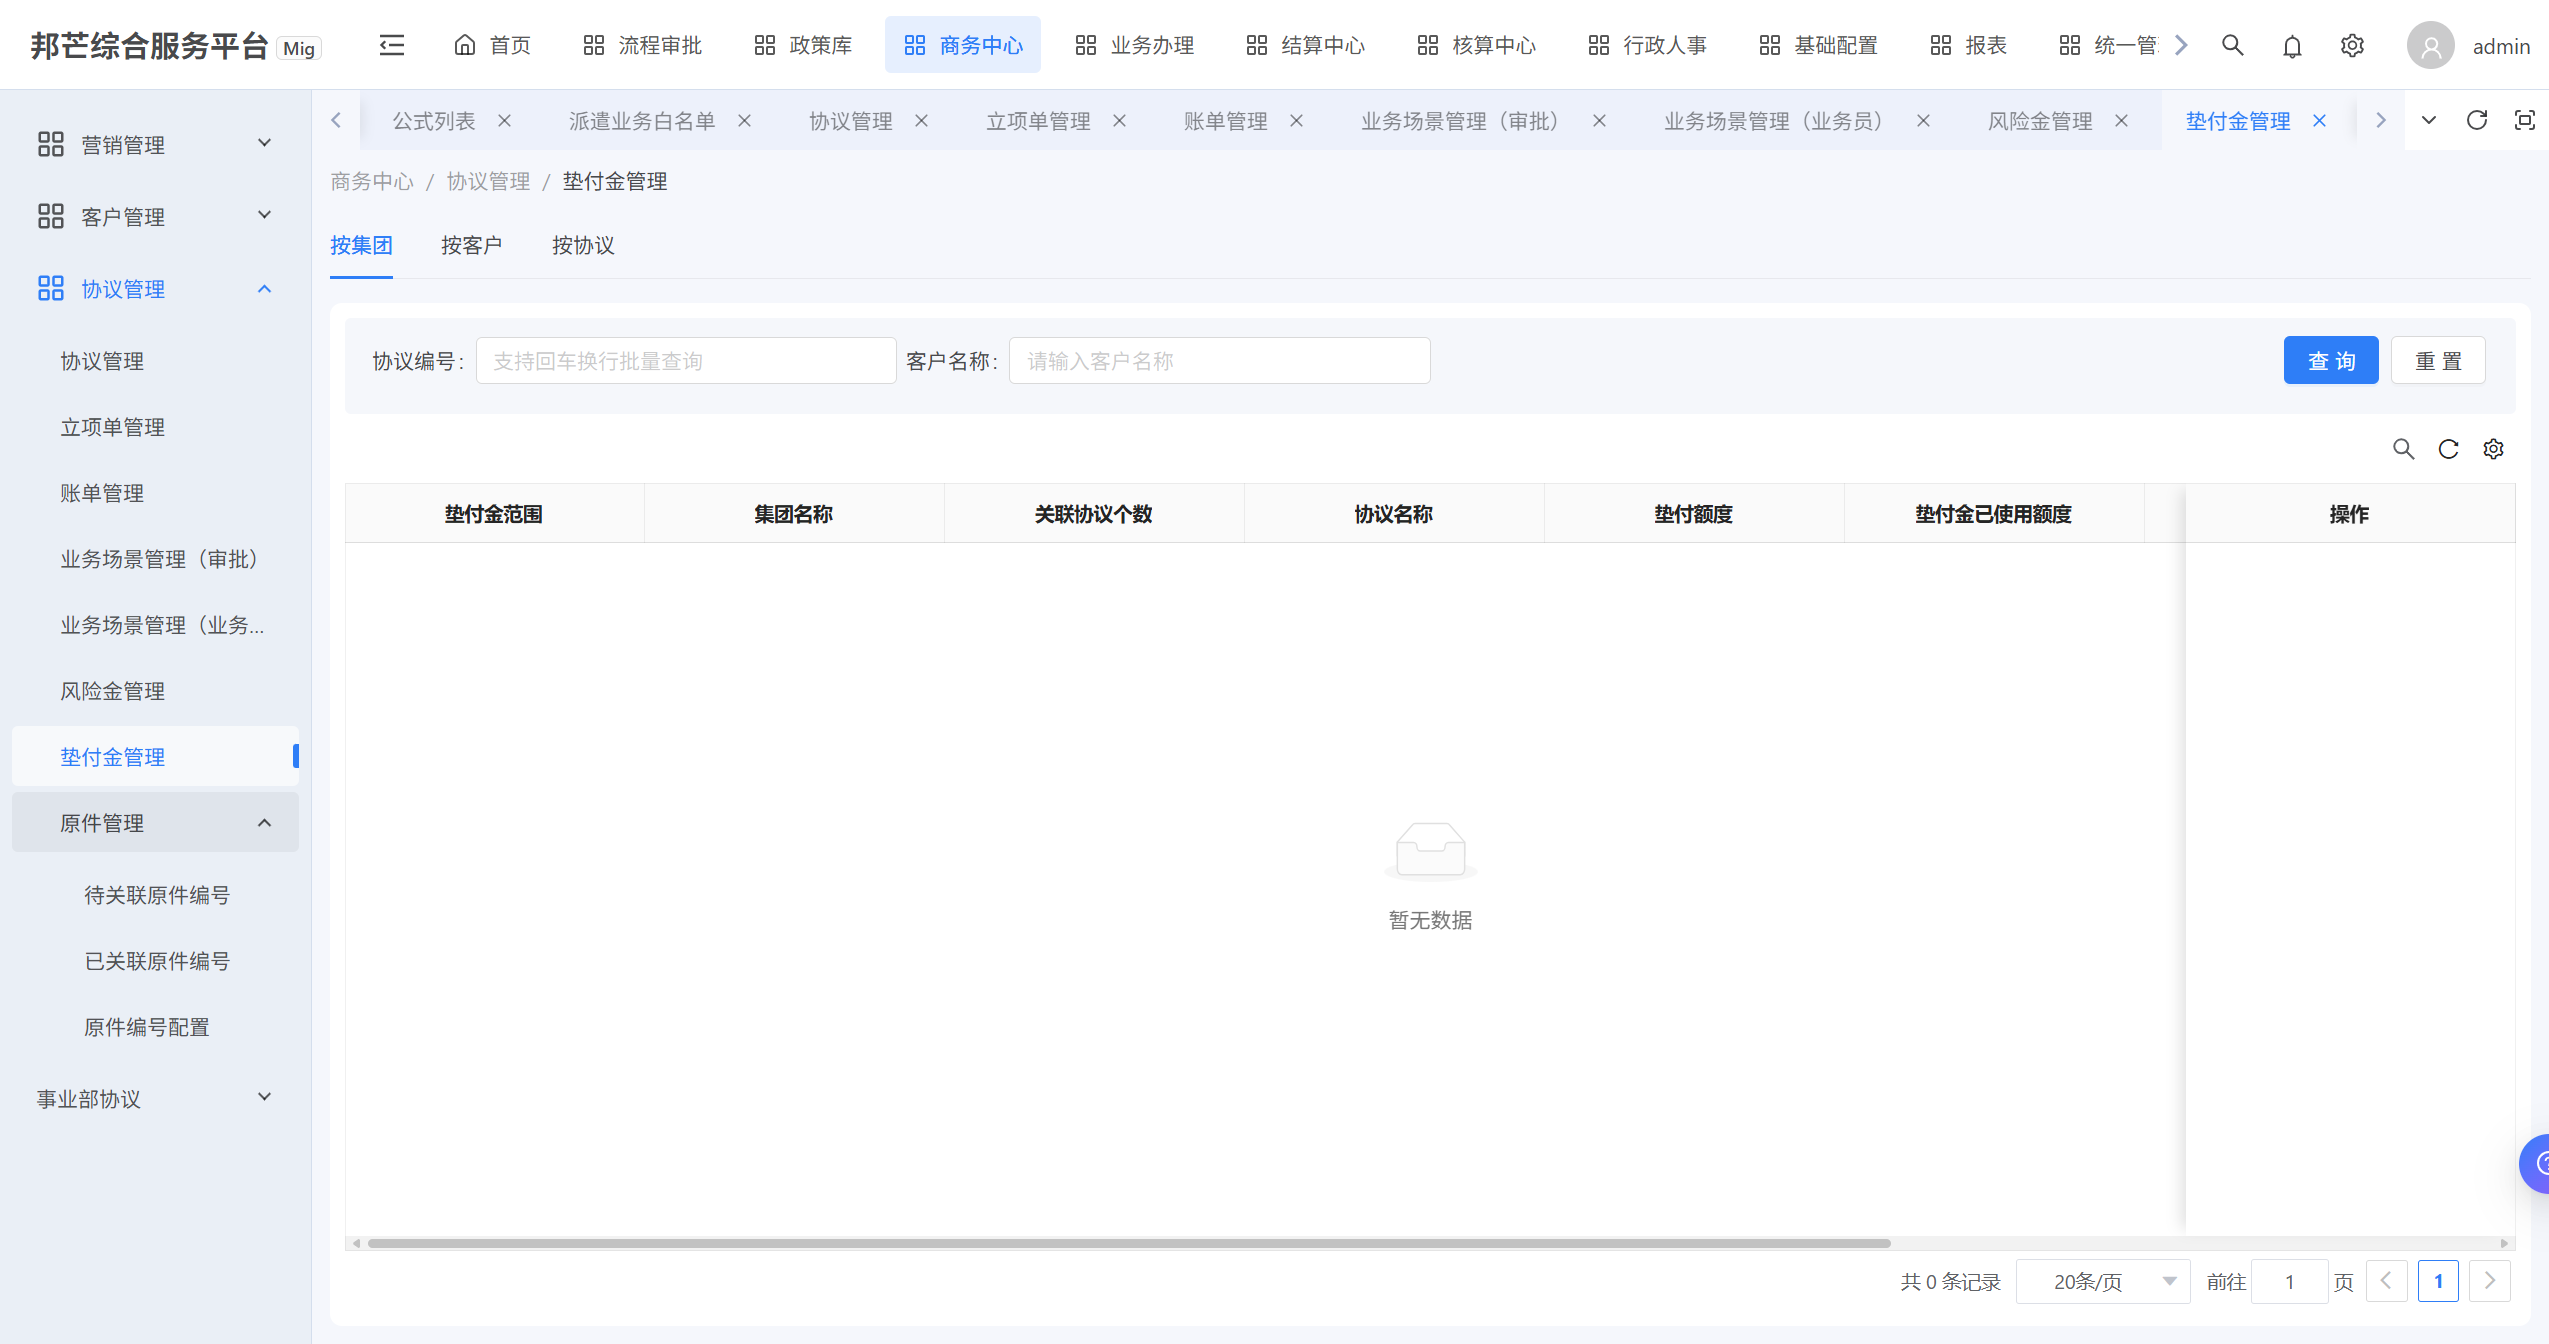 邦芒综合服务平台 Mig
首页 流程审批 政策库 商务中心 业务办理 结算中心 核算中心 行政人事 基础配置 报表 统一管
admin
公式列表 派遣业务白名单 协议管理 立项单管理 账单管理 业务场景管理（审批） 业务场景管理（业务员） 风险金管理 垫付金管理
营销管理
客户管理
协议管理
协议管理
立项单管理
账单管理
业务场景管理（审批）
业务场景管理（业务...
风险金管理
垫付金管理
原件管理
待关联原件编号
已关联原件编号
原件编号配置
事业部协议
商务中心 / 协议管理 / 垫付金管理
按集团 按客户 按协议
协议编号: 支持回车换行批量查询 客户名称: 请输入客户名称 查 询 重 置
垫付金范围 集团名称 关联协议个数 协议名称 垫付额度 垫付金已使用额度 操作
暂无数据
共 0 条记录 20条/页 前往 1 页 1